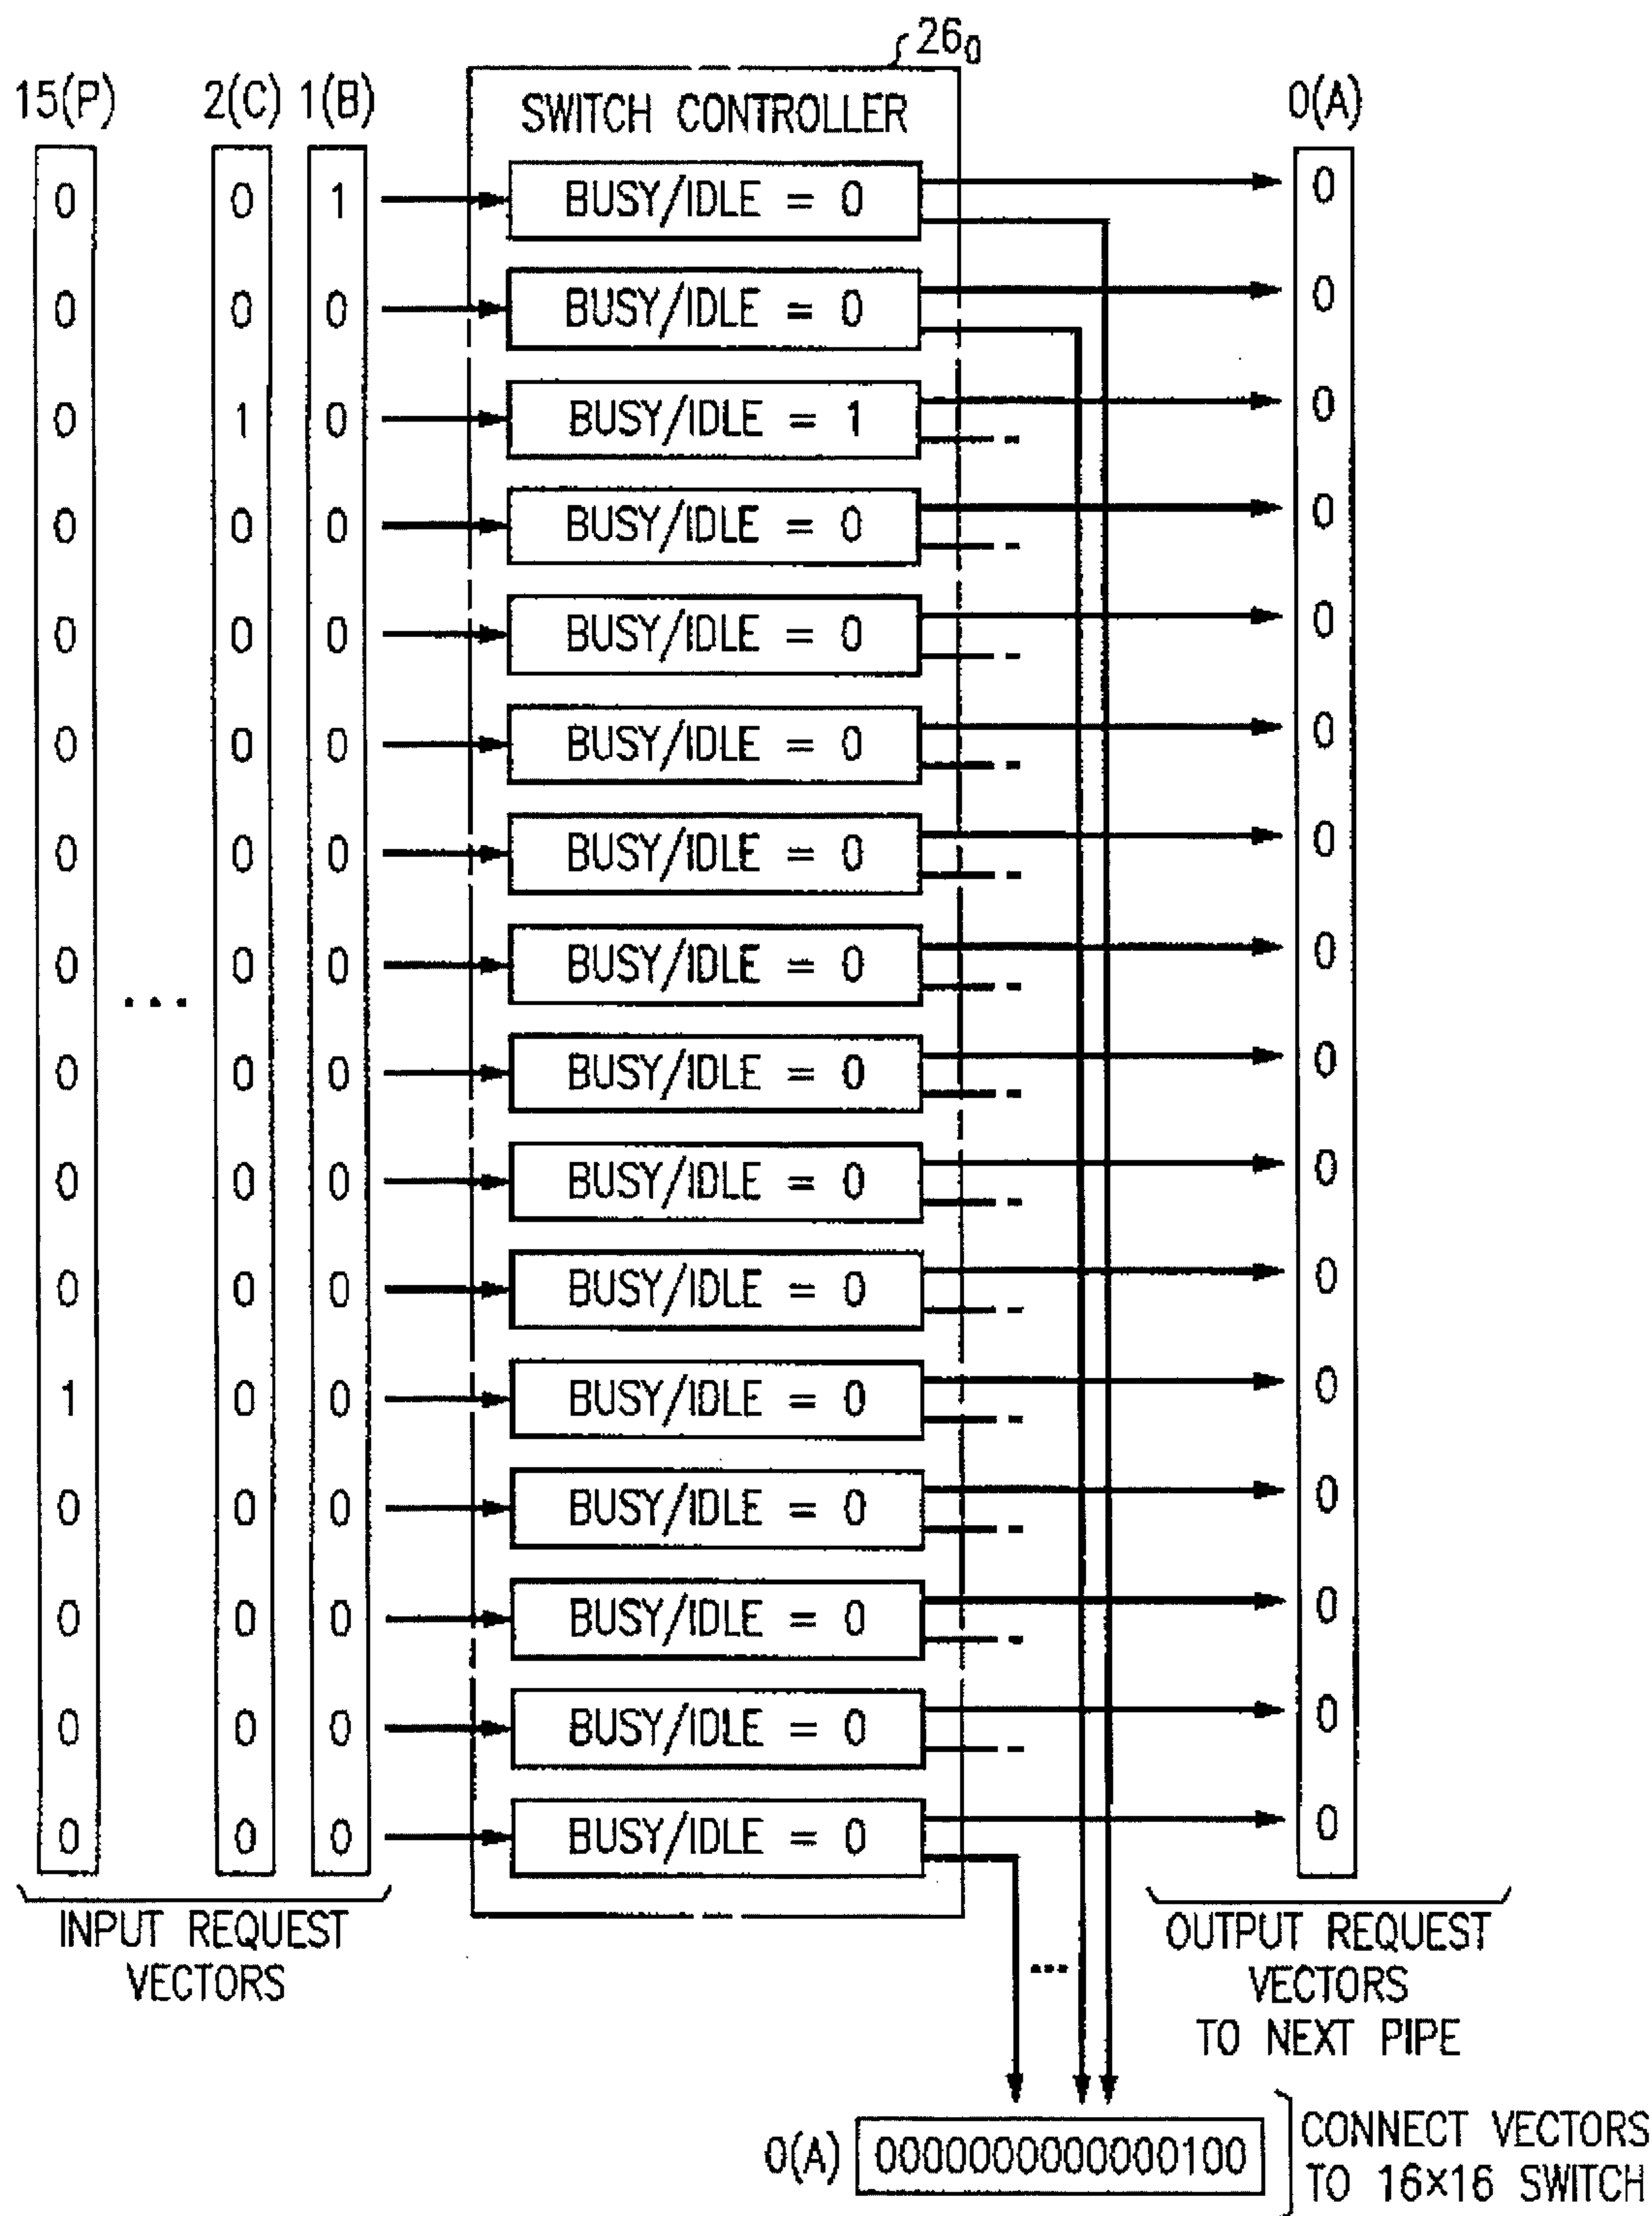 26₀
15(P) 2(C) 1(B) SWITCH CONTROLLER 0(A)
0 0 1 BUSY/IDLE = 0 0
0 0 0 BUSY/IDLE = 0 0
0 1 0 BUSY/IDLE = 1 0
0 0 0 BUSY/IDLE = 0 0
0 0 0 BUSY/IDLE = 0 0
0 0 0 BUSY/IDLE = 0 0
0 0 0 BUSY/IDLE = 0 0
0 0 0 BUSY/IDLE = 0 0
...
0 0 0 BUSY/IDLE = 0 0
0 0 0 BUSY/IDLE = 0 0
0 0 0 BUSY/IDLE = 0 0
1 0 0 BUSY/IDLE = 0 0
0 0 0 BUSY/IDLE = 0 0
0 0 0 BUSY/IDLE = 0 0
0 0 0 BUSY/IDLE = 0 0
0 0 0 BUSY/IDLE = 0 0
INPUT REQUEST
VECTORS
...
OUTPUT REQUEST
VECTORS
TO NEXT PIPE
0(A) 0000000000000100
CONNECT VECTORS
TO 16×16 SWITCH